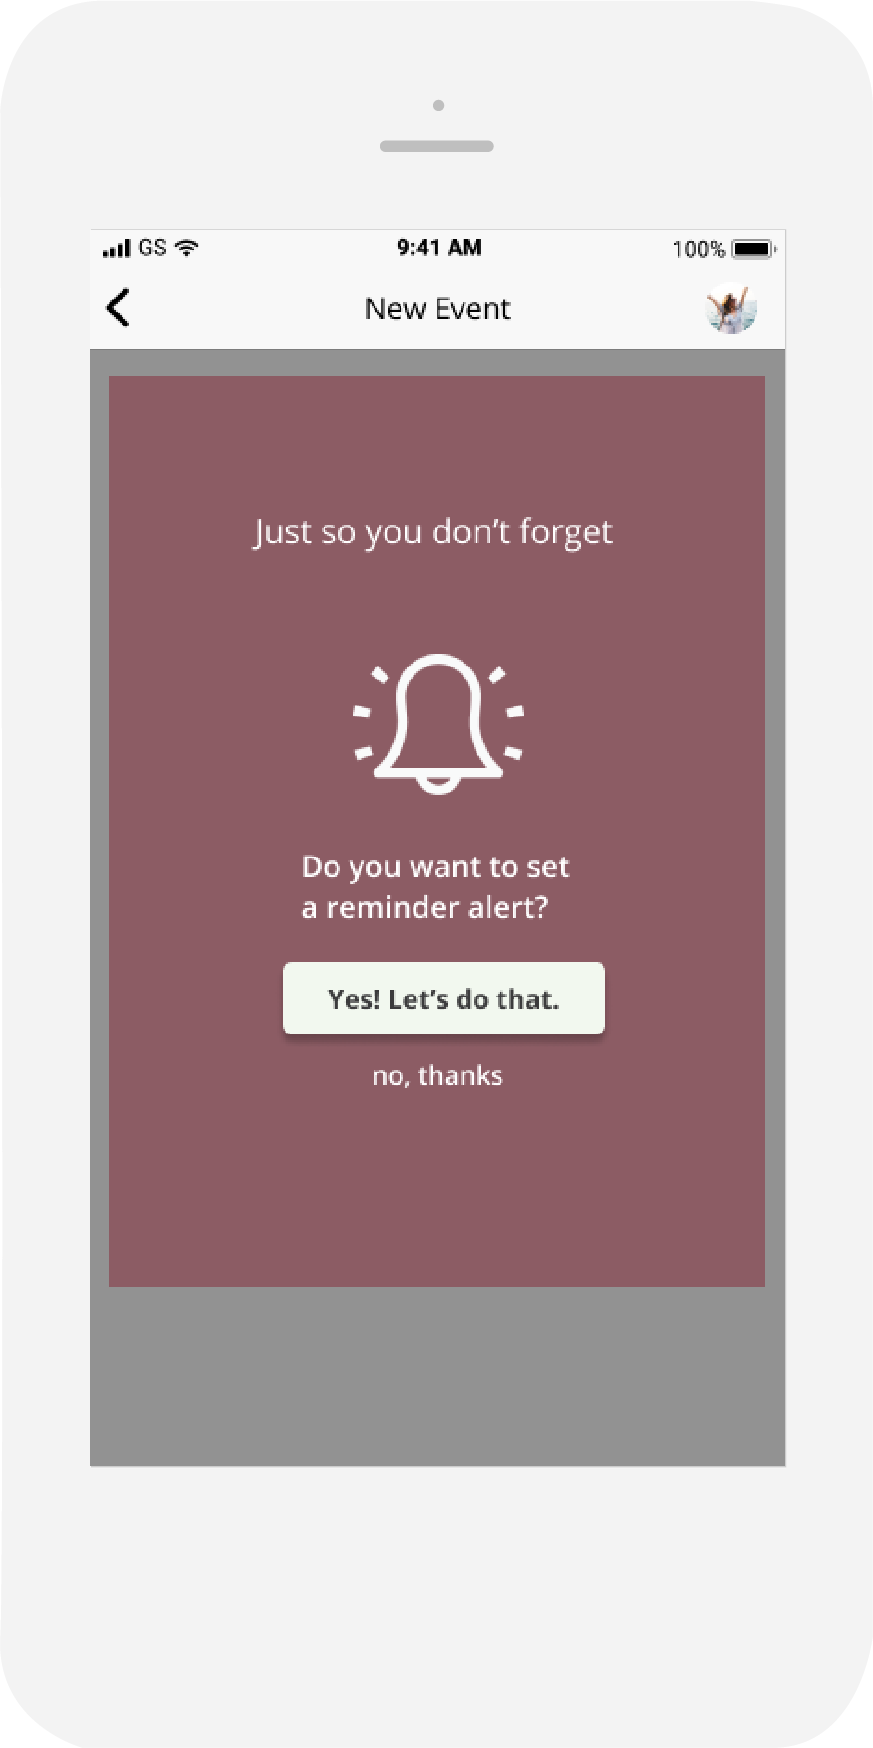 GS 9:41 AM 100%
New Event
Just so you don’t forget
Do you want to set
a reminder alert?
Yes! Let’s do that.
no, thanks